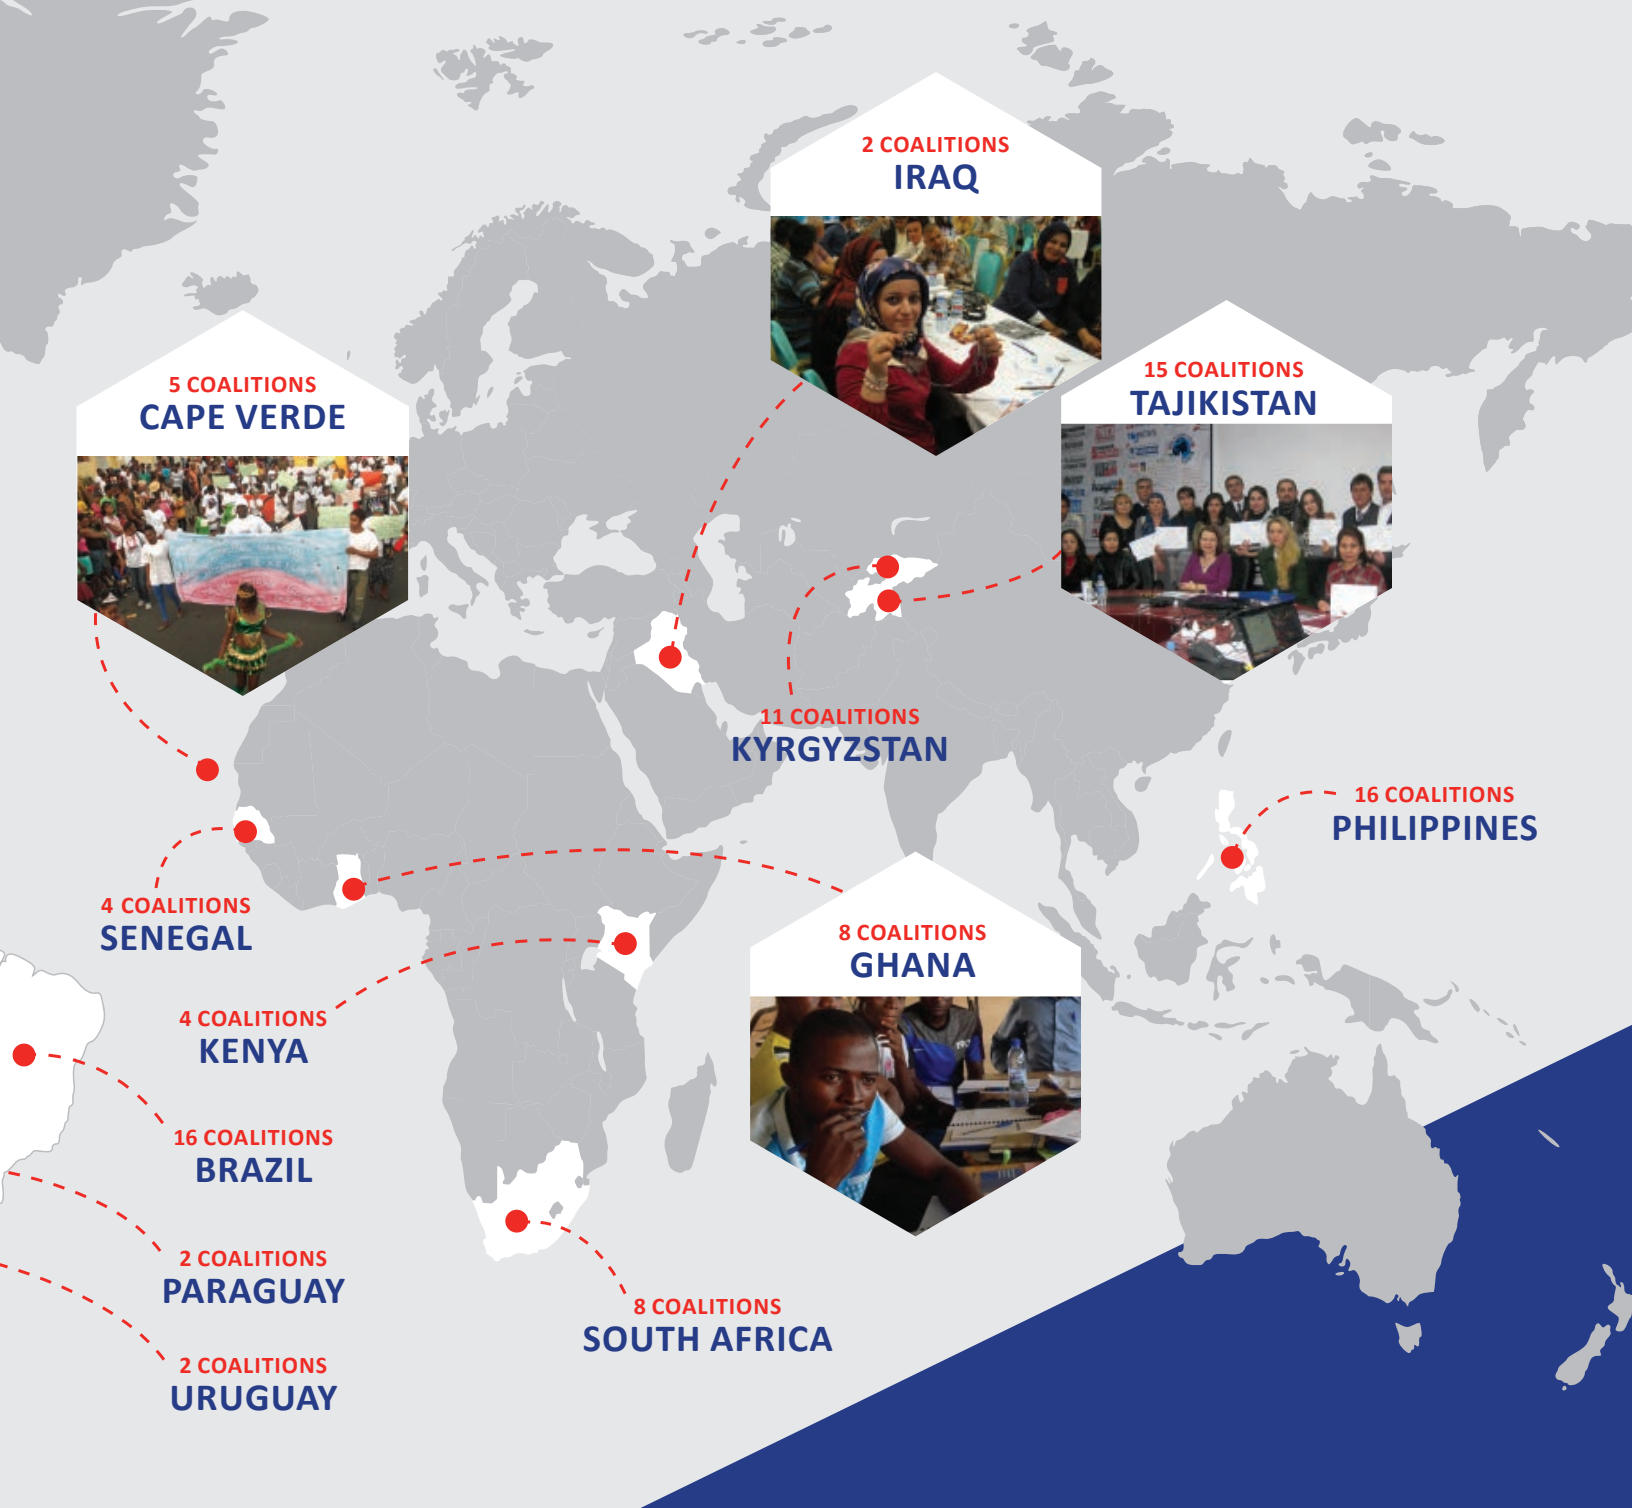 2 COALITIONS
IRAQ
15 COALITIONS
TAJIKISTAN
5 COALITIONS
CAPE VERDE
11 COALITIONS
KYRGYZSTAN
16 COALITIONS
PHILIPPINES
4 COALITIONS
SENEGAL
8 COALITIONS
GHANA
4 COALITIONS
KENYA
16 COALITIONS
BRAZIL
2 COALITIONS
PARAGUAY
8 COALITIONS
SOUTH AFRICA
2 COALITIONS
URUGUAY